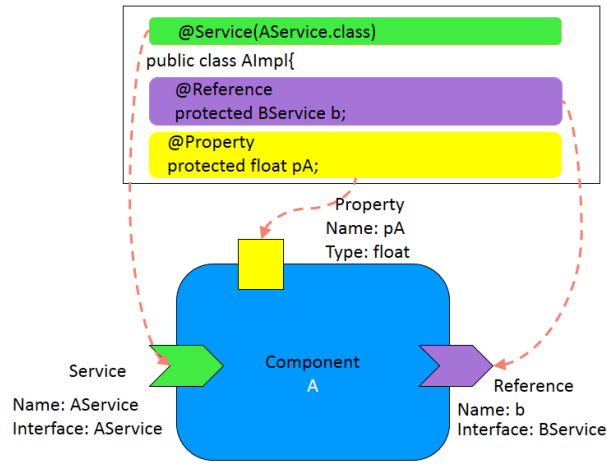 @Service(AService.class)
public class AImpl{
@Reference
protected BService b;
@Property
protected float pA;
Property
Name: pA
Type: float
Component
A
Service
Name: AService
Interface: AService
Reference
Name: b
Interface: BService